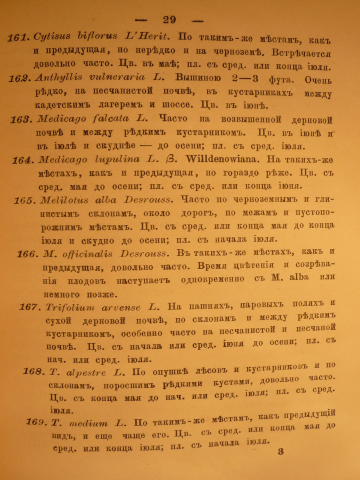 — 29 —
161. Cytisus biflorus L'Herit. По такимъ-же мѣстамъ, какъ
и предыдущая, но нерѣдко и на черноземѣ. Встрѣчается
довольно часто. Цв. въ маѣ; пл. съ сред. или конца іюля.
162. Anthyllis vulneraria L. Вышиною 2—3 фута. Очень
рѣдко, на песчанистой почвѣ, въ кустарникахъ между
кадетскимъ лагеремъ и шоссе. Цв. въ іюнѣ.
163. Medicago falcata L. Часто на возвышенной дерновой
почвѣ и между рѣдкимъ кустарникомъ. Цв. въ іюнѣ и
въ іюлѣ и скуднѣе — до осени; пл. съ сред. іюля.
164. Medicago lupulina L. β. Willdenowiana. На такихъ-же
мѣстахъ, какъ и предыдущая, но гораздо рѣже. Цв. съ
сред. мая до осени; пл. съ сред. или конца іюня.
165. Melilotus alba Desrouss. Часто по черноземнымъ и гли-
нистымъ склонамъ, около дорогъ, по межамъ и пустопо-
рожнимъ мѣстамъ. Цв. съ сред. или конца мая до конца
іюля и скудно до осени; пл. съ начала іюля.
166. M. officinalis Desrouss. Въ такихъ-же мѣстахъ, какъ и
предыдущая, довольно часто. Время цвѣтенія и созрѣва-
нія плодовъ наступаетъ одновременно съ M. alba или
немного позже.
167. Trifolium arvense L. На пашняхъ, паровыхъ поляхъ и
сухой дерновой почвѣ, по склонамъ и между рѣдкимъ
кустарникомъ, особенно часто на песчанистой и песчаной
почвѣ. Цв. съ начала или сред. іюня до осени; пл. съ
нач. или сред. іюля.
168. T. alpestre L. По опушкѣ лѣсовъ и кустарниковъ и по
склонамъ, поросшимъ рѣдкими кустами, довольно часто.
Цв. съ конца мая до нач. или сред. іюля; пл. съ сред.
іюля.
169. T. medium L. По такимъ-же мѣстамъ, какъ предыдущій
видъ, и еще чаще его. Цв. съ сред. или конца мая до
сред. или конца іюля; пл. съ начала іюля.
3